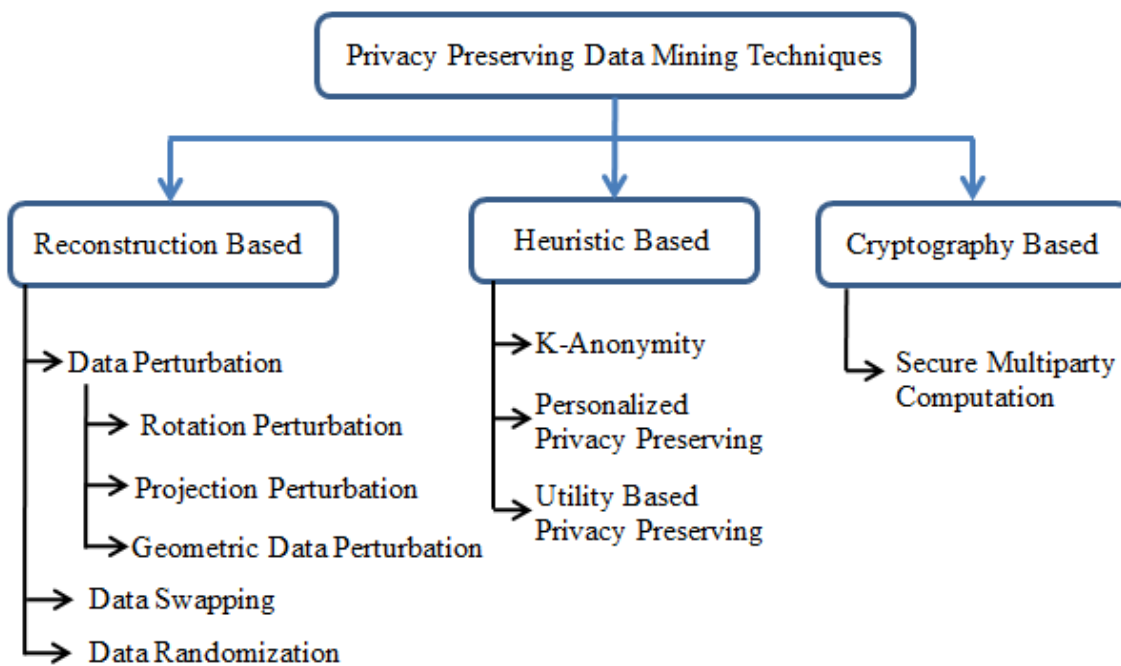 Privacy Preserving Data Mining Techniques
Reconstruction Based
Heuristic Based
Cryptography Based
Data Perturbation
Rotation Perturbation
Projection Perturbation
Geometric Data Perturbation
Data Swapping
Data Randomization
K-Anonymity
Personalized
Privacy Preserving
Utility Based
Privacy Preserving
Secure Multiparty
Computation